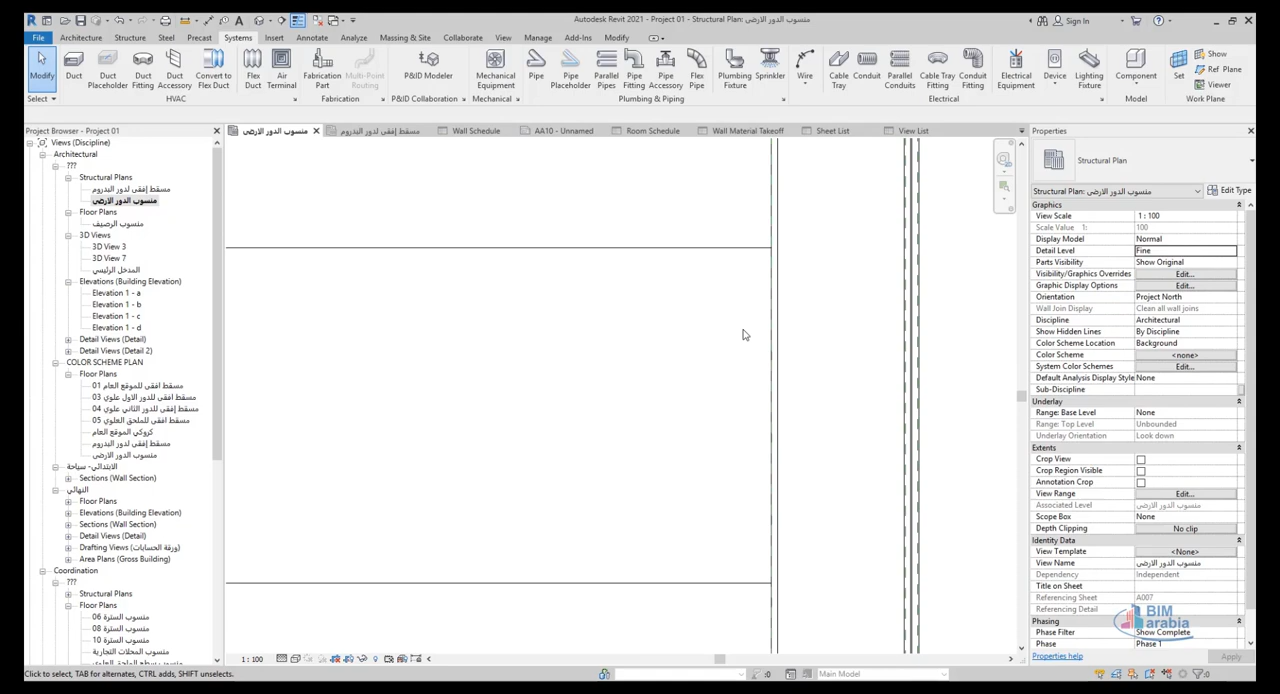 Autodesk Revit 2021 - Project 01 - Structural Plan: منسوب الدور الارضى
Sign In
File Architecture Structure Steel Precast Systems Insert Annotate Analyze Massing & Site Collaborate View Manage Add-Ins Modify
Modify
Duct
Duct Placeholder
Duct Fitting
Duct Accessory
Convert to Flex Duct
Flex Duct
Air Terminal
Fabrication Part
Multi-Point Routing
P&ID Modeler
Mechanical Equipment
Pipe
Pipe Placeholder
Parallel Pipes
Pipe Fitting
Pipe Accessory
Flex Pipe
Plumbing Fixture
Sprinkler
Wire
Cable Tray
Conduit
Parallel Conduits
Cable Tray Fitting
Conduit Fitting
Electrical Equipment
Device
Lighting Fixture
Component
Set
Show
Ref Plane
Viewer
Select HVAC Fabrication P&ID Collaboration Mechanical Plumbing & Piping Electrical Model Work Plane
Project Browser - Project 01
منسوب الدور الارضى
مسقط إفقى لدور البدروم
Wall Schedule
AA10 - Unnamed
Room Schedule
Wall Material Takeoff
Sheet List
View List
Views (Discipline)
Architectural
???
Structural Plans
مسقط إفقى لدور البدروم
منسوب الدور الارضى
Floor Plans
منسوب الرصيف
3D Views
3D View 3
3D View 7
المدخل الرئيسي
Elevations (Building Elevation)
Elevation 1 - a
Elevation 1 - b
Elevation 1 - c
Elevation 1 - d
Detail Views (Detail)
Detail Views (Detail 2)
COLOR SCHEME PLAN
Floor Plans
مسقط افقى للموقع العام 01
مسقط افقى للدور الاول علوي 03
مسقط افقى للدور الثاني علوي 04
مسقط افقى للملحق العلوي 05
كروكي الموقع العام
مسقط إفقى لدور البدروم
منسوب الدور الارضى
الابتدائي- سياحة
Sections (Wall Section)
النهائي
Floor Plans
Elevations (Building Elevation)
Sections (Wall Section)
Detail Views (Detail)
Drafting Views (ورقة الحسابات)
Area Plans (Gross Building)
Coordination
???
Structural Plans
Floor Plans
منسوب السترة 06
منسوب السترة 08
منسوب السترة 10
منسوب المحلات التجارية
Properties
Structural Plan
Structural Plan: منسوب الدور الارضى
Edit Type
Graphics
View Scale 1 : 100
Scale Value 1: 100
Display Model Normal
Detail Level Fine
Parts Visibility Show Original
Visibility/Graphics Overrides Edit...
Graphic Display Options Edit...
Orientation Project North
Wall Join Display Clean all wall joins
Discipline Architectural
Show Hidden Lines By Discipline
Color Scheme Location Background
Color Scheme <none>
System Color Schemes Edit...
Default Analysis Display Style None
Sub-Discipline
Underlay
Range: Base Level None
Range: Top Level Unbounded
Underlay Orientation Look down
Extents
Crop View
Crop Region Visible
Annotation Crop
View Range Edit...
Associated Level منسوب الدور الارضى
Scope Box None
Depth Clipping No clip
Identity Data
View Template <None>
View Name منسوب الدور الارضى
Dependency Independent
Title on Sheet
Referencing Sheet A007
Referencing Detail
Phasing
Phase Filter Show Complete
Phase Phase 1
Properties help
Apply
BIM
arabia
1 : 100
Click to select, TAB for alternates, CTRL adds, SHIFT unselects.
:0
Main Model
:0